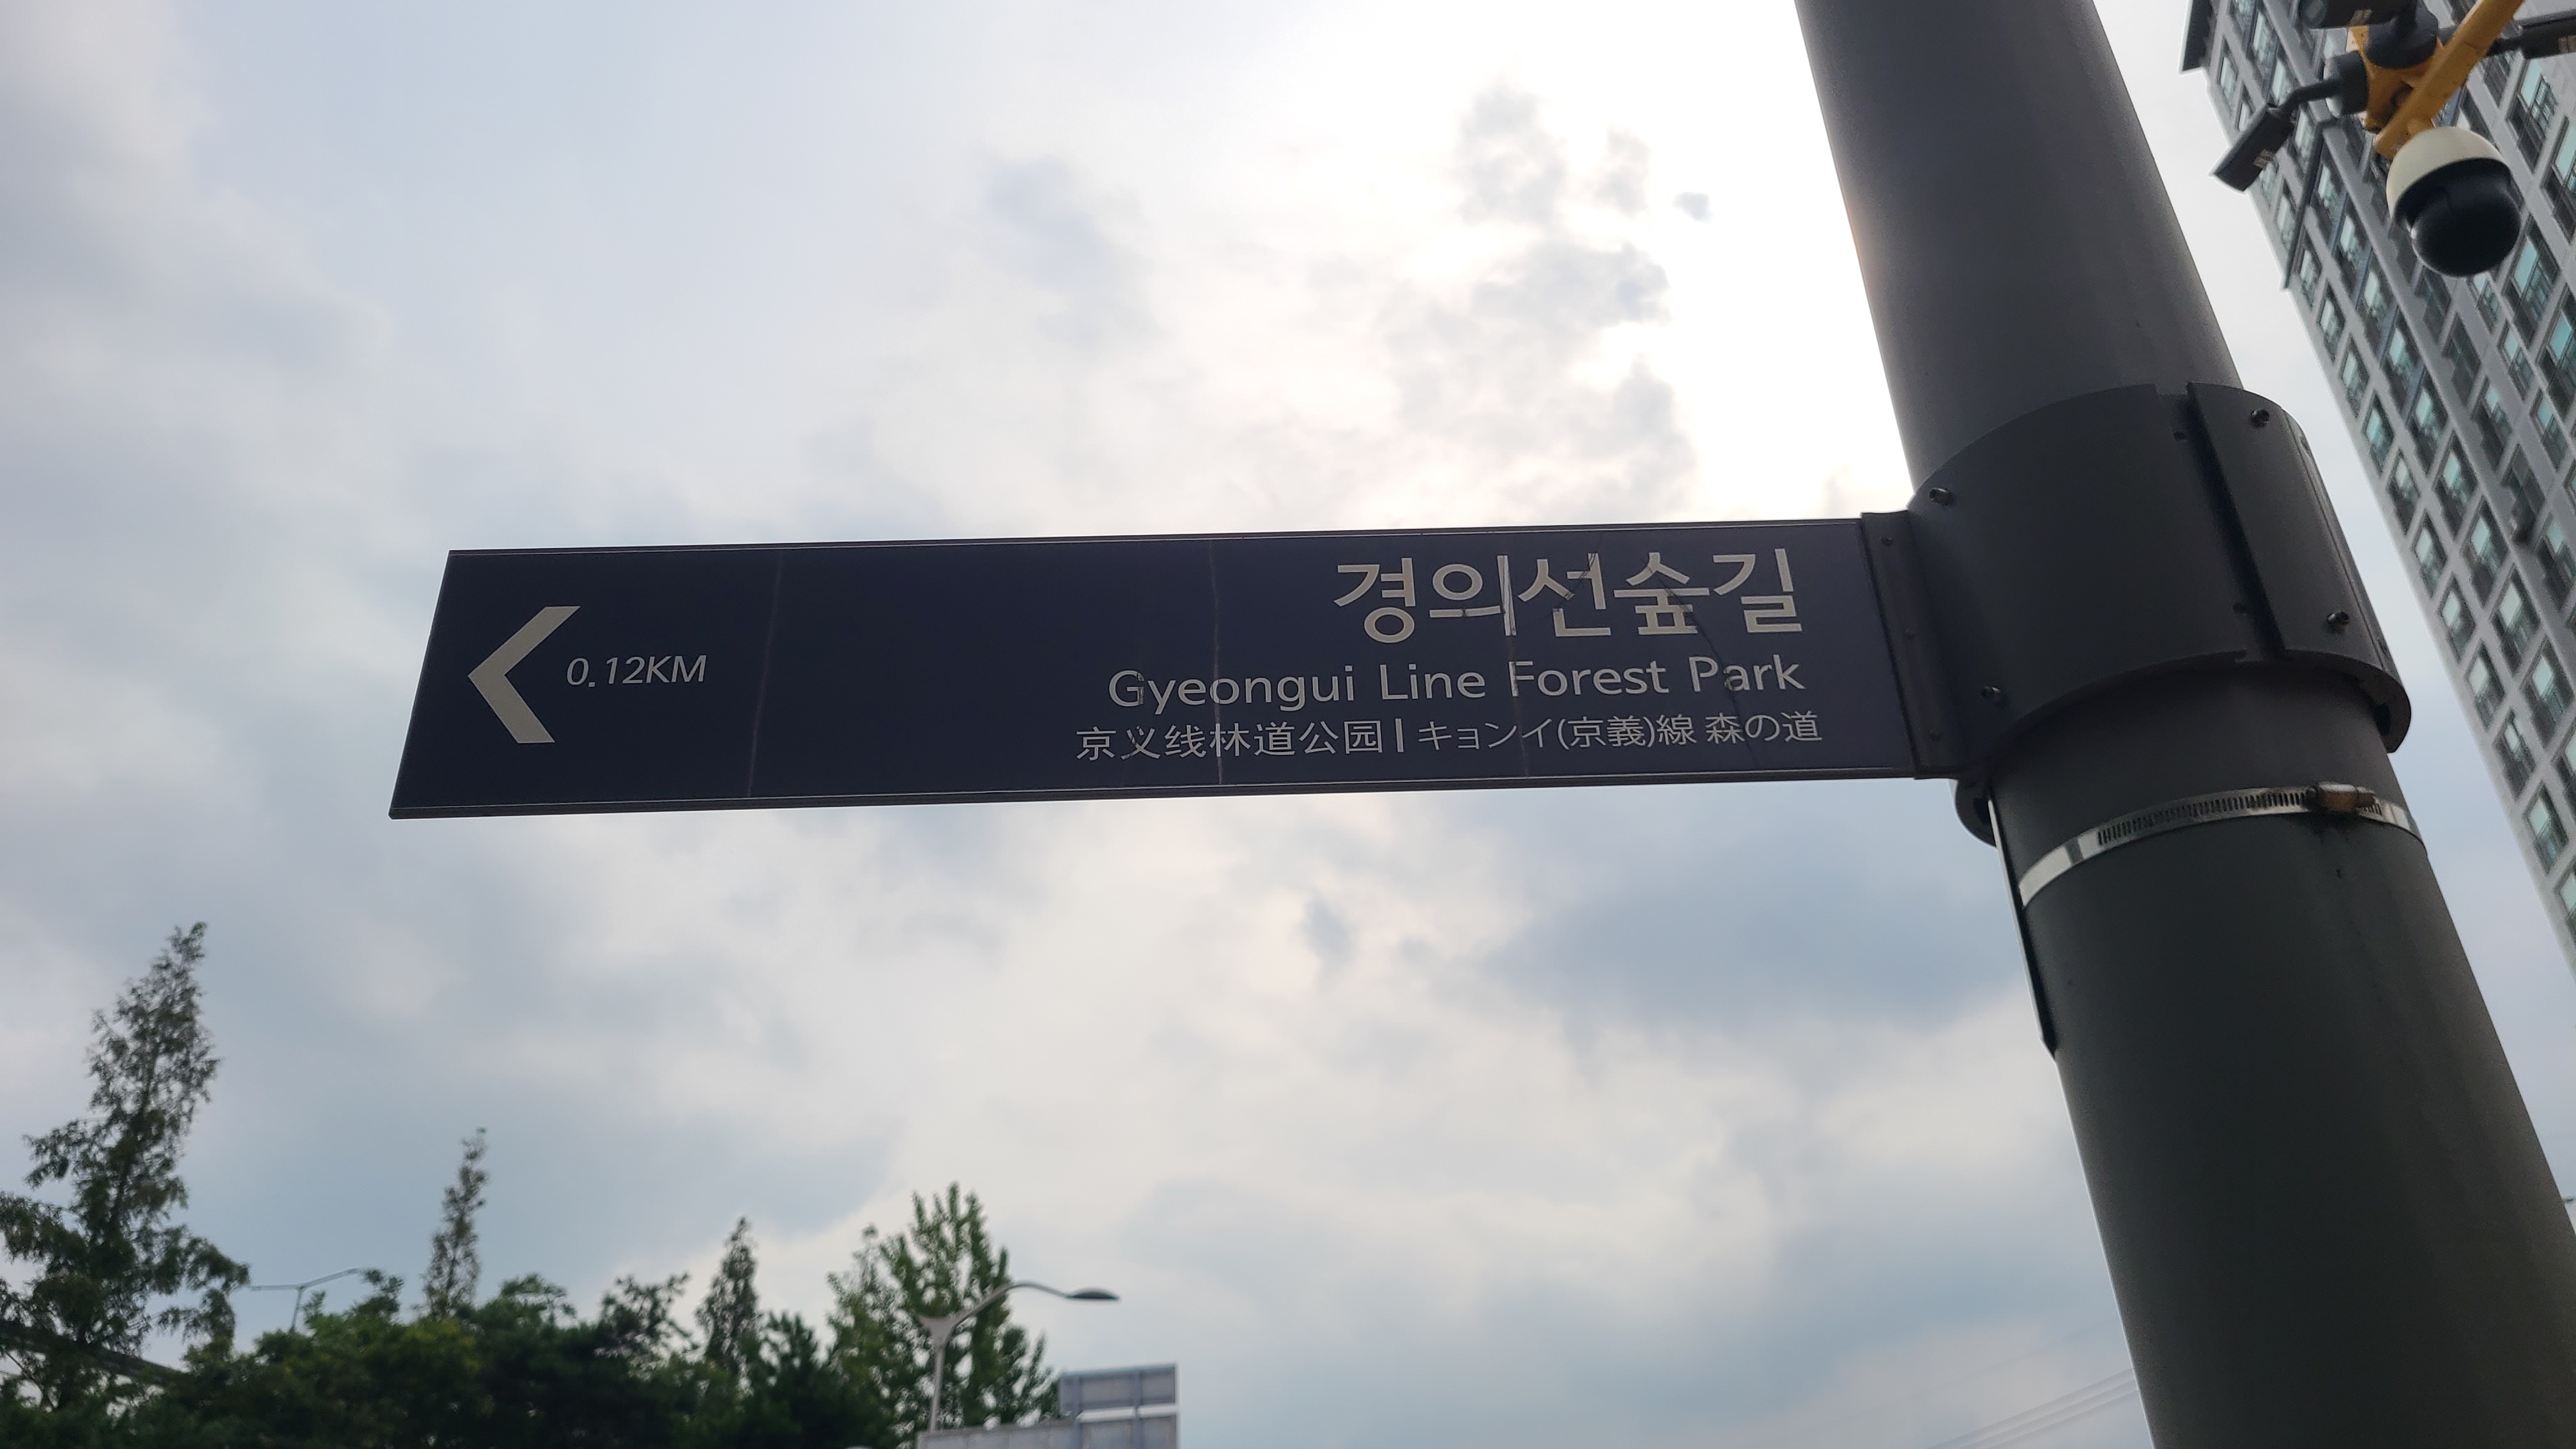 경의선숲길
0.12KM
Gyeongui Line Forest Park
京义线林道公园 | キョンイ(京義)線 森の道